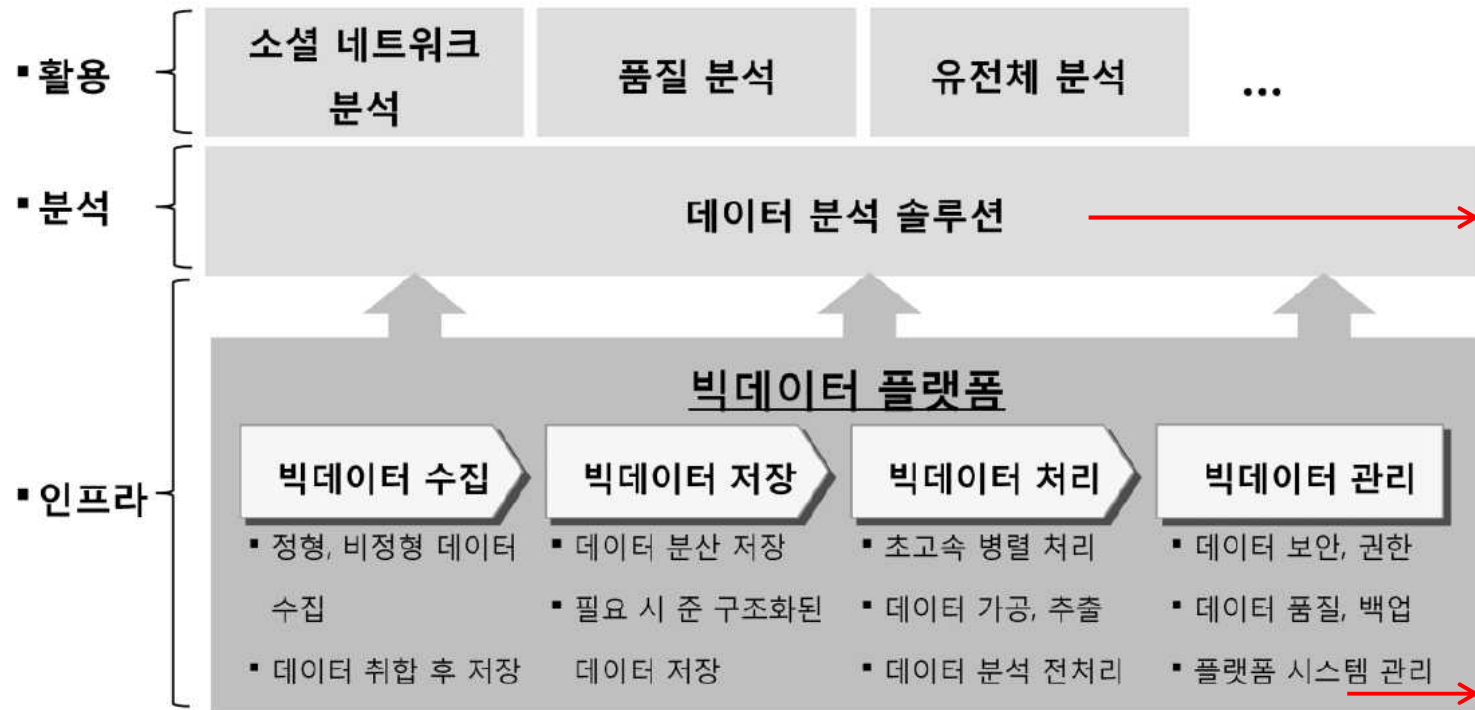 ▪ 활용
소셜 네트워크
분석
품질 분석
유전체 분석
...
▪ 분석
데이터 분석 솔루션
빅데이터 플랫폼
▪ 인프라
빅데이터 수집
빅데이터 저장
빅데이터 처리
빅데이터 관리
▪ 정형, 비정형 데이터
수집
▪ 데이터 취합 후 저장
▪ 데이터 분산 저장
▪ 필요 시 준 구조화된
데이터 저장
▪ 초고속 병렬 처리
▪ 데이터 가공, 추출
▪ 데이터 분석 전처리
▪ 데이터 보안, 권한
▪ 데이터 품질, 백업
▪ 플랫폼 시스템 관리